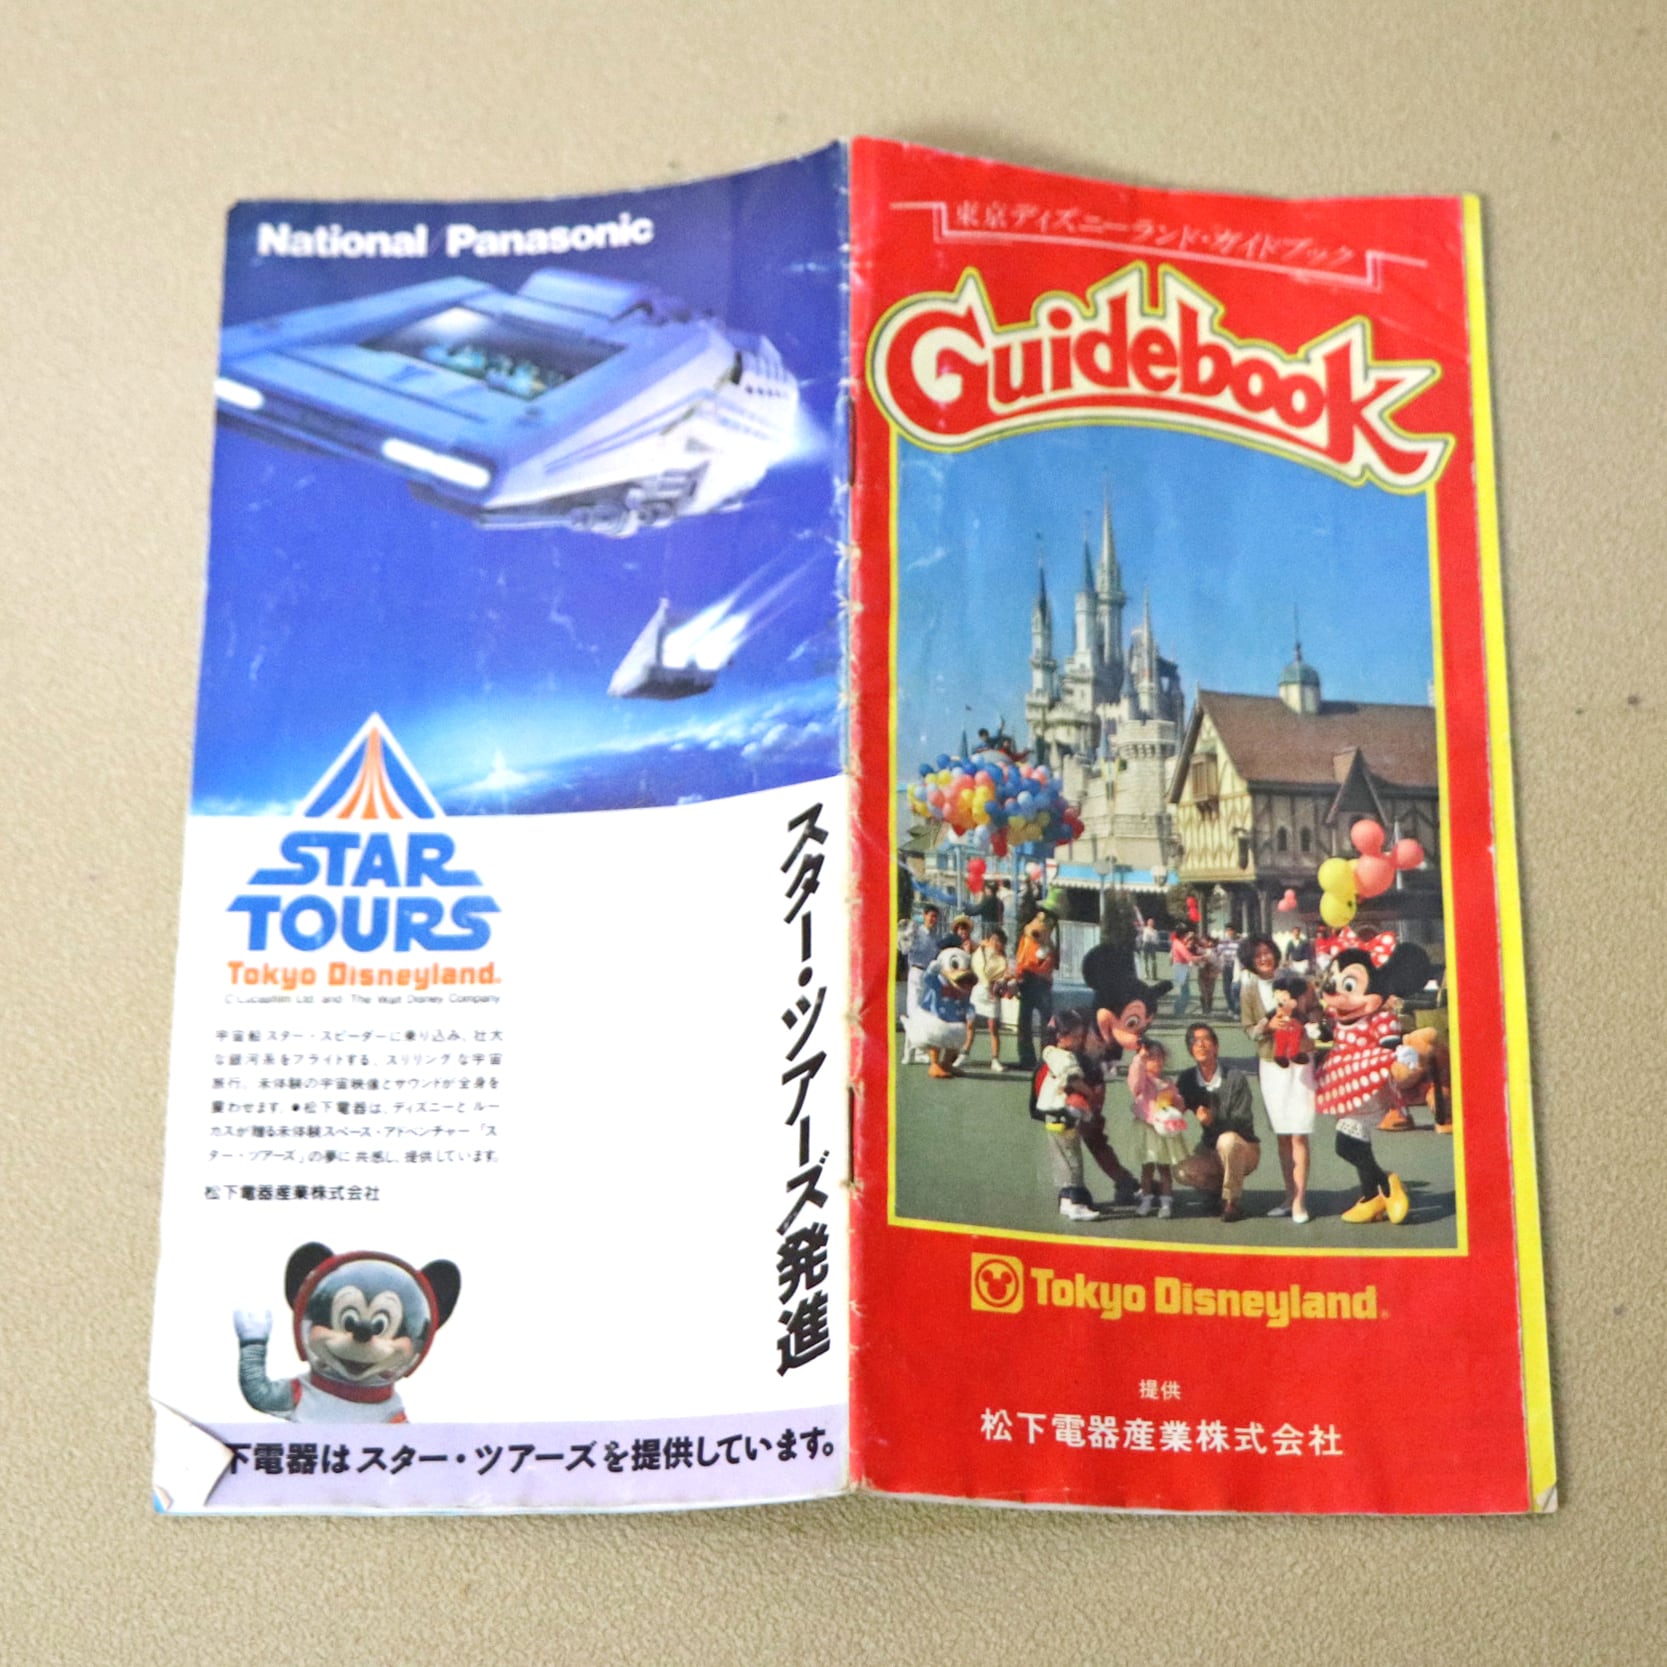 National Panasonic
STAR
TOURS
Tokyo Disneyland®
© Lucasfilm Ltd. and The Walt Disney Company
宇宙船スター・スピーダーに乗り込み、壮大
な銀河系をフライトする、スリリングな宇宙
旅行。未体験の宇宙映像とサウンドが全身を
震わせます。●松下電器は、ディズニーとルー
カスが贈る未体験スペース・アドベンチャー「ス
ター・ツアーズ」の夢に共感し、提供しています。
松下電器産業株式会社
スター・ツアーズ発進
下電器はスター・ツアーズを提供しています。
東京ディズニーランド・ガイドブック
Guidebook
Tokyo Disneyland®
提供
松下電器産業株式会社